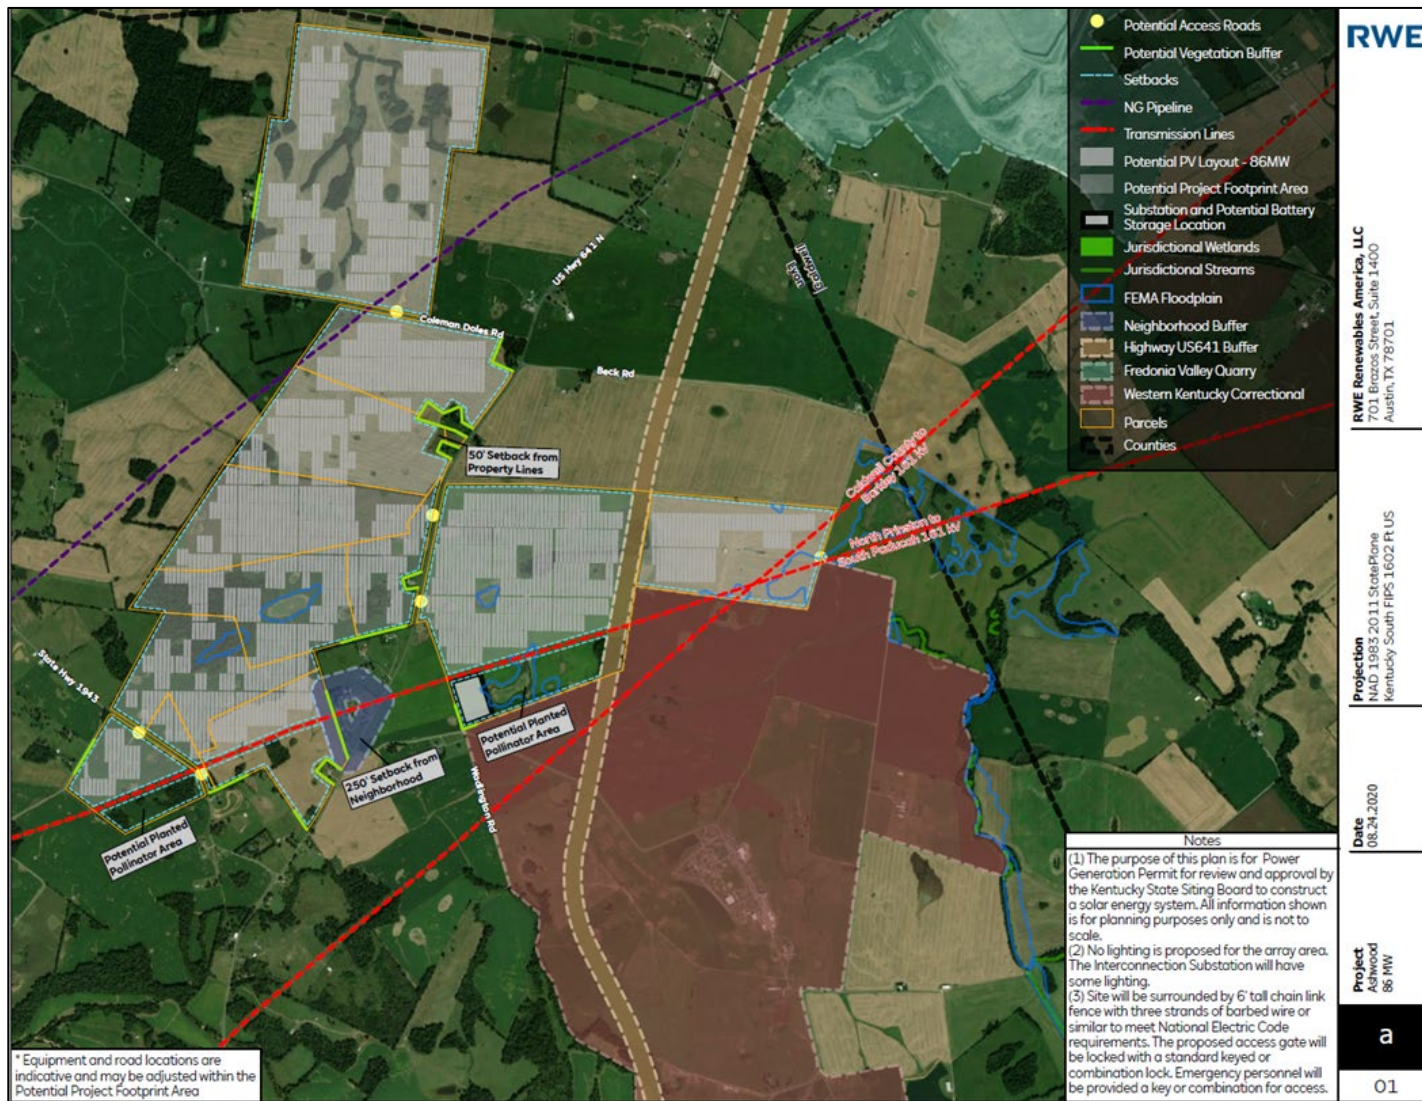 Potential Access Roads
Potential Vegetation Buffer
Setbacks
NG Pipeline
Transmission Lines
Potential PV Layout - 86MW
Potential Project Footprint Area
Substation and Potential Battery
Storage Location
Jurisdictional Wetlands
Jurisdictional Streams
FEMA Floodplain
Neighborhood Buffer
Highway US641 Buffer
Fredonia Valley Quarry
Western Kentucky Correctional
Parcels
Counties
RWE
RWE Renewables America, LLC
701 Brazos Street, Suite 1400
Austin, TX 78701
Projection
NAD 1983 2011 StatePlane
Kentucky South FIPS 1602 Ft US
Date
08.24.2020
Project
Ashwood
86 MW
a
01
US Hwy 641 N
Caldwell
Lyon
Coleman Doles Rd
Beck Rd
50' Setback from
Property Lines
Caldwell County to
Barkley 161 kV
North Princeton to
South Paducah 161 kV
State Hwy 1943
Potential Planted
Pollinator Area
250' Setback from
Neighborhood
Wadlington Rd
Potential Planted
Pollinator Area
Notes
(1) The purpose of this plan is for Power
Generation Permit for review and approval by
the Kentucky State Siting Board to construct
a solar energy system. All information shown
is for planning purposes only and is not to
scale.
(2) No lighting is proposed for the array area.
The Interconnection Substation will have
some lighting.
(3) Site will be surrounded by 6' tall chain link
fence with three strands of barbed wire or
similar to meet National Electric Code
requirements. The proposed access gate will
be locked with a standard keyed or
combination lock. Emergency personnel will
be provided a key or combination for access.
* Equipment and road locations are
indicative and may be adjusted within the
Potential Project Footprint Area